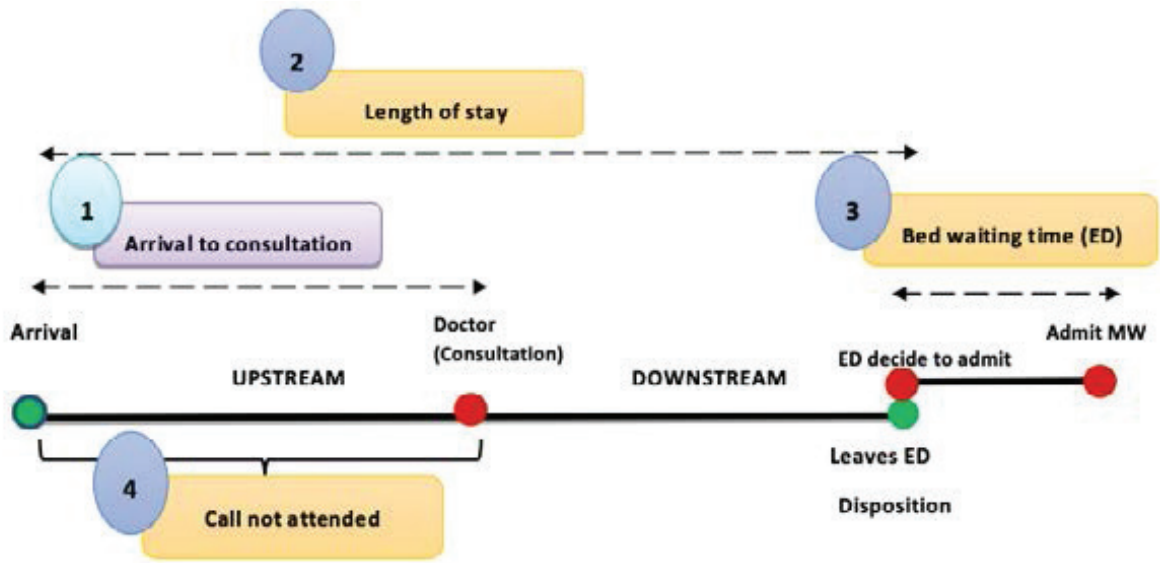 2
Length of stay
1
Arrival to consultation
3
Bed waiting time (ED)
Arrival
Doctor
(Consultation)
Admit MW
ED decide to admit
UPSTREAM
DOWNSTREAM
Leaves ED
Disposition
4
Call not attended